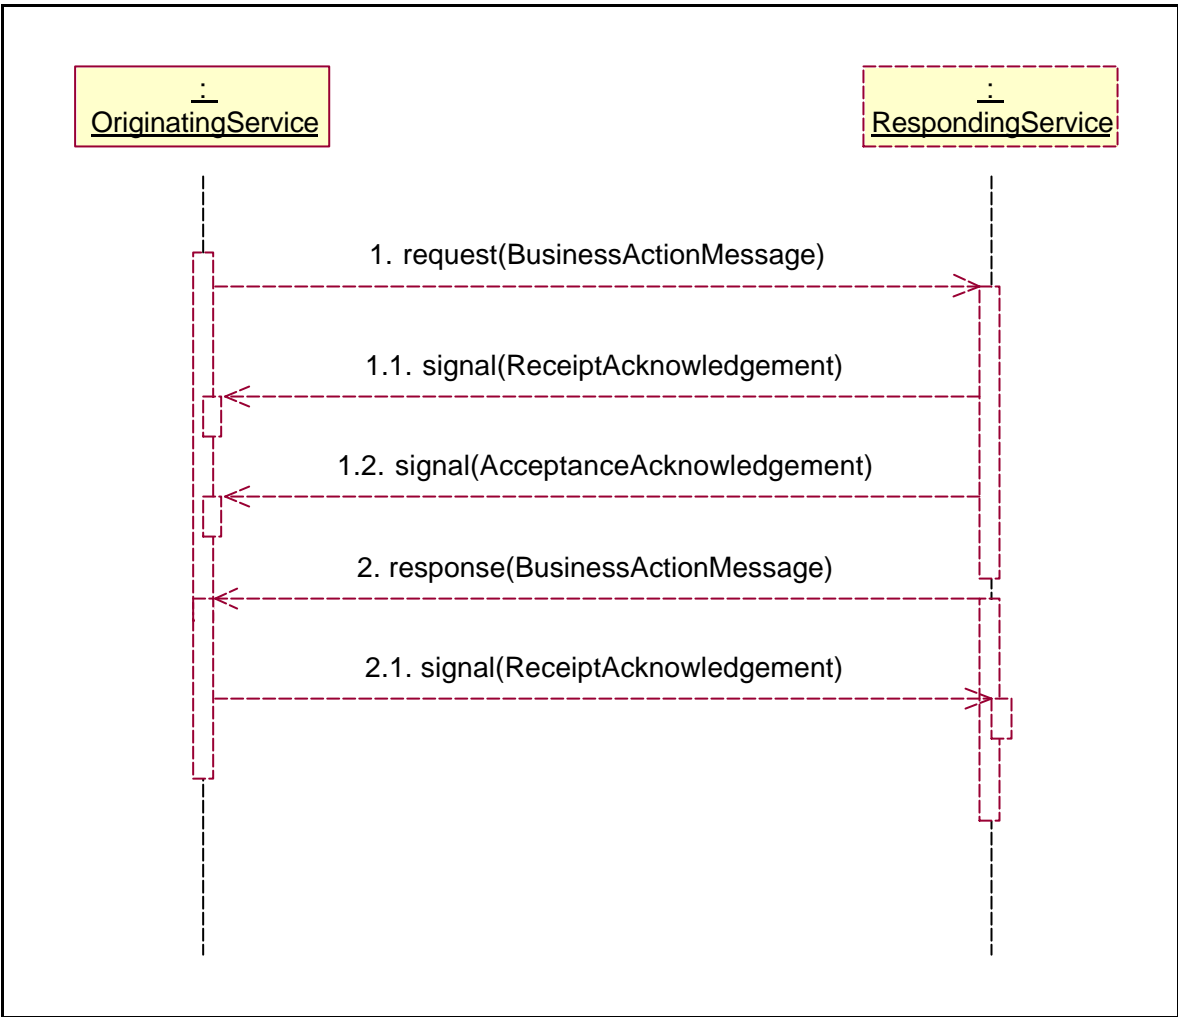 :
OriginatingService
:
RespondingService
1. request(BusinessActionMessage)
1.1. signal(ReceiptAcknowledgement)
1.2. signal(AcceptanceAcknowledgement)
2. response(BusinessActionMessage)
2.1. signal(ReceiptAcknowledgement)